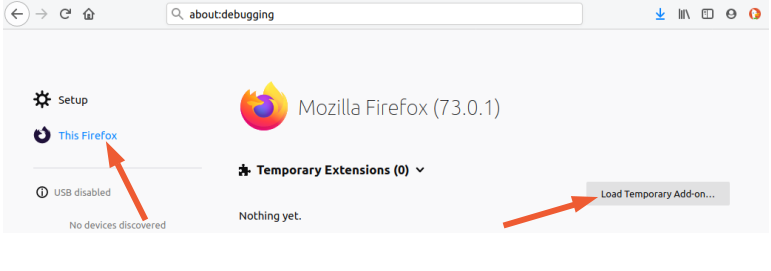 about:debugging
Setup
Mozilla Firefox (73.0.1)
This Firefox
Temporary Extensions (0)
USB disabled
Load Temporary Add-on...
Nothing yet.
No devices discovered